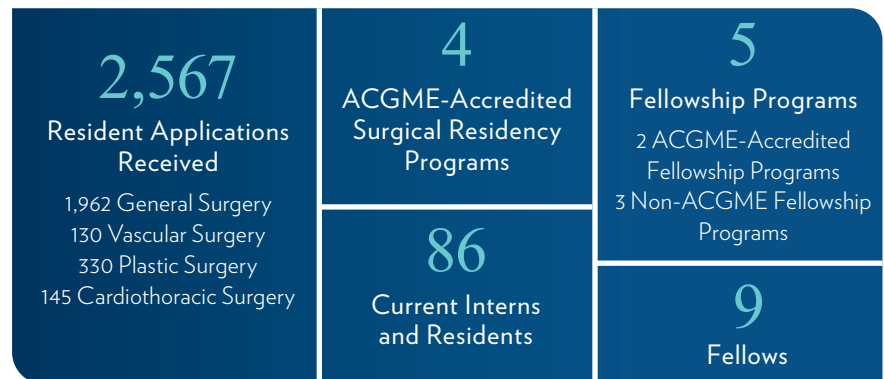 2,567
Resident Applications
Received
1,962 General Surgery
130 Vascular Surgery
330 Plastic Surgery
145 Cardiothoracic Surgery
4
ACGME-Accredited
Surgical Residency
Programs
86
Current Interns
and Residents
5
Fellowship Programs
2 ACGME-Accredited
Fellowship Programs
3 Non-ACGME Fellowship
Programs
9
Fellows